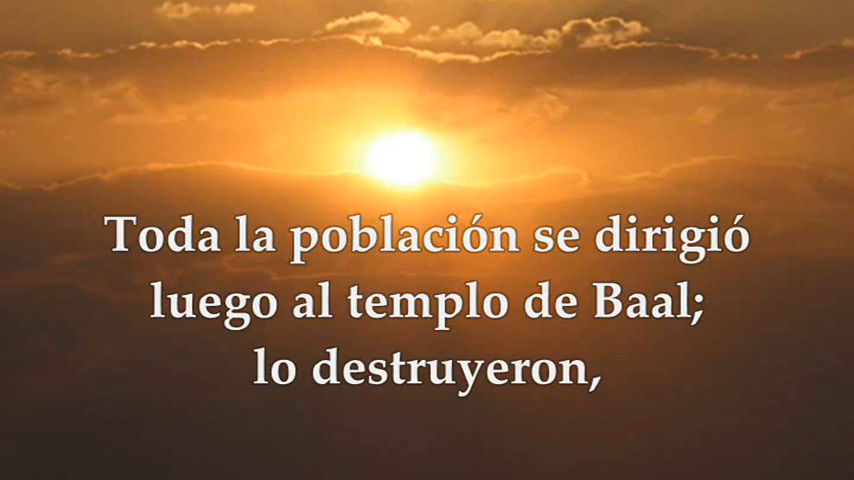 Toda la población se dirigió
luego al templo de Baal;
lo destruyeron,